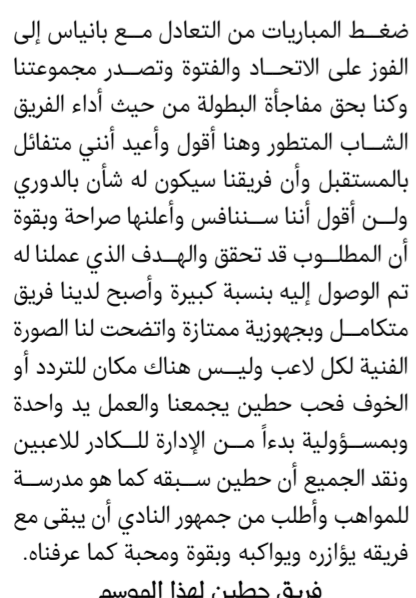 ضغط المباريات من التعادل مع بانياس إلى
الفوز على الاتحاد والفتوة وتصدر مجموعتنا
وكنا بحق مفاجأة البطولة من حيث أداء الفريق
الشاب المتطور وهنا أقول وأعيد أنني متفائل
بالمستقبل وأن فريقنا سيكون له شأن بالدوري
ولن أقول أننا سننافس وأعلنها صراحة وبقوة
أن المطلوب قد تحقق والهدف الذي عملنا له
تم الوصول إليه بنسبة كبيرة وأصبح لدينا فريق
متكامل وبجهوزية ممتازة واتضحت لنا الصورة
الفنية لكل لاعب وليس هناك مكان للتردد أو
الخوف فحب حطين يجمعنا والعمل يد واحدة
وبمسؤولية بدءاً من الإدارة للكادر للاعبين
ونقد الجميع أن حطين سبقه كما هو مدرسة
للمواهب وأطلب من جمهور النادي أن يبقى مع
فريقه يؤازره ويواكبه وبقوة ومحبة كما عرفناه.
فريق حطين لهذا الموسم